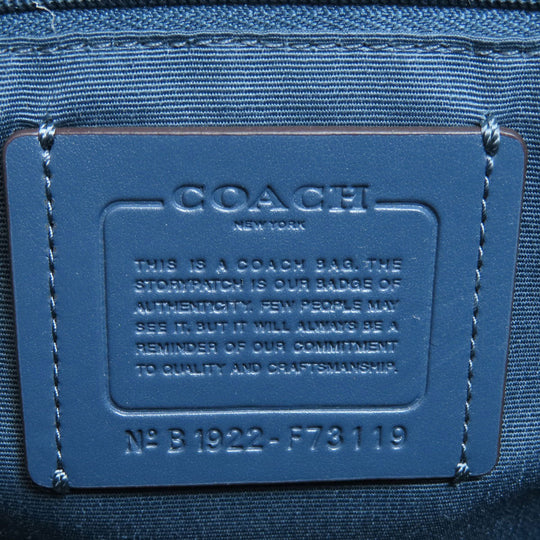 COACH
NEW YORK
THIS IS A COACH BAG. THE
STORYPATCH IS OUR BADGE OF
AUTHENTICITY. FEW PEOPLE MAY
SEE IT, BUT IT WILL ALWAYS BE A
REMINDER OF OUR COMMITMENT
TO QUALITY AND CRAFTSMANSHIP.
Nº B1922-F73119